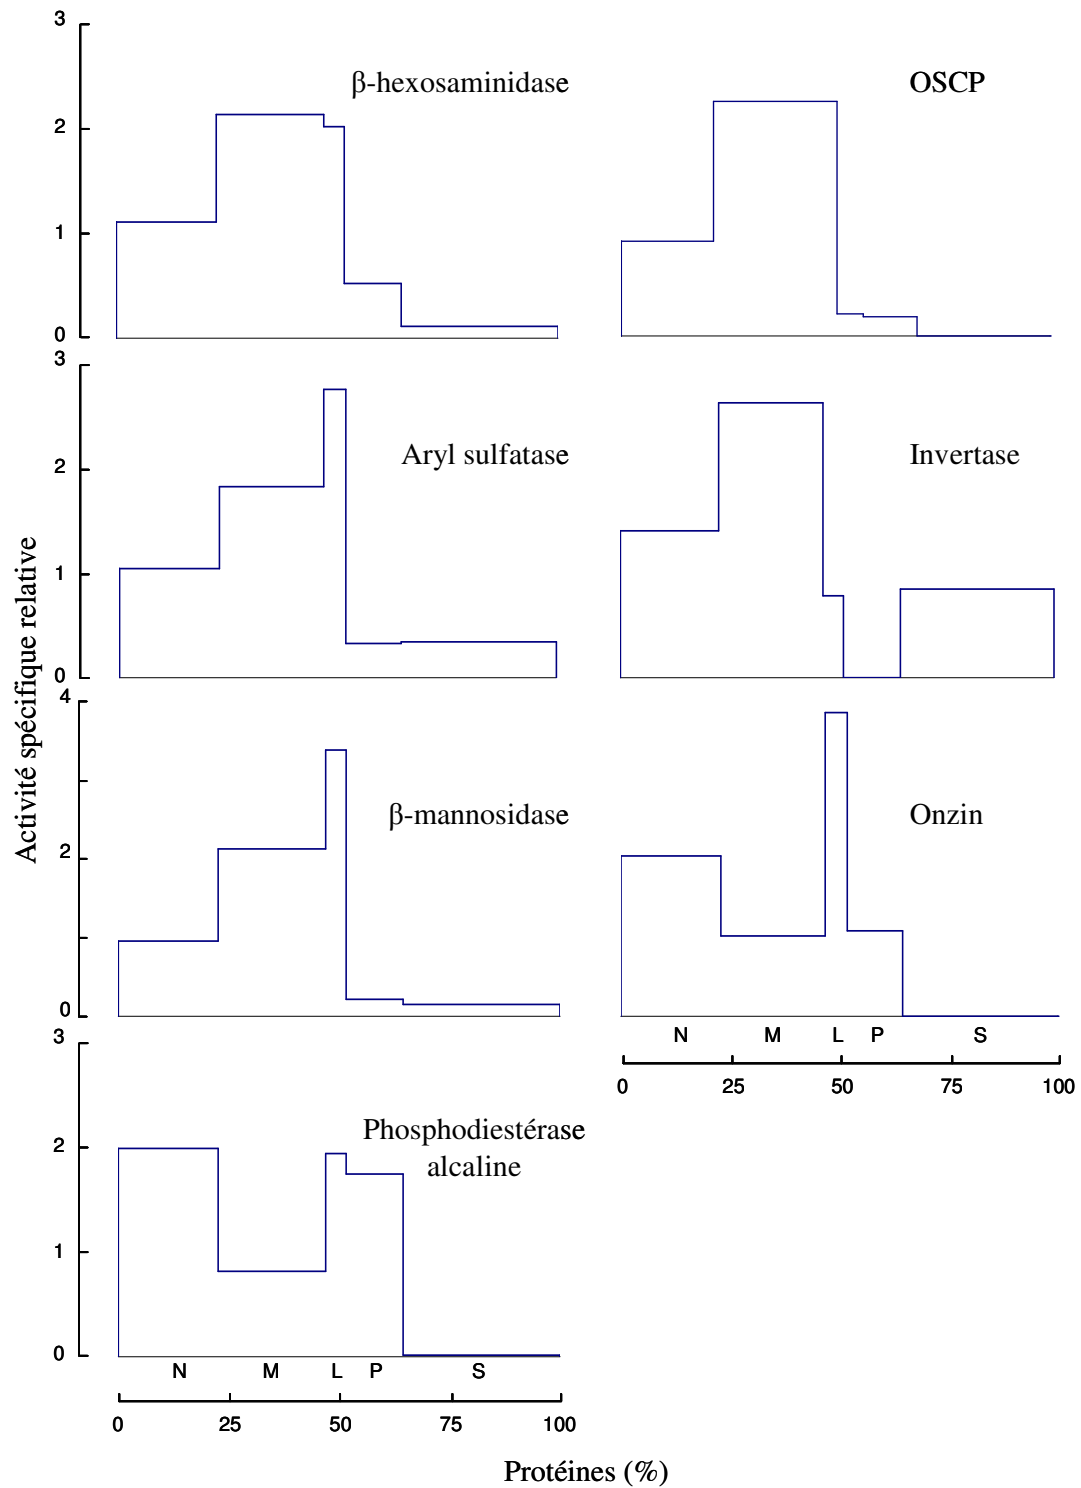 3
2
1
0
β-hexosaminidase
OSCP
3
2
1
0
Aryl sulfatase
Invertase
Activité spécifique relative
4
2
0
β-mannosidase
Onzin
N M L P S
0 25 50 75 100
3
2
1
0
Phosphodiestérase
alcaline
N M L P S
0 25 50 75 100
Protéines (%)